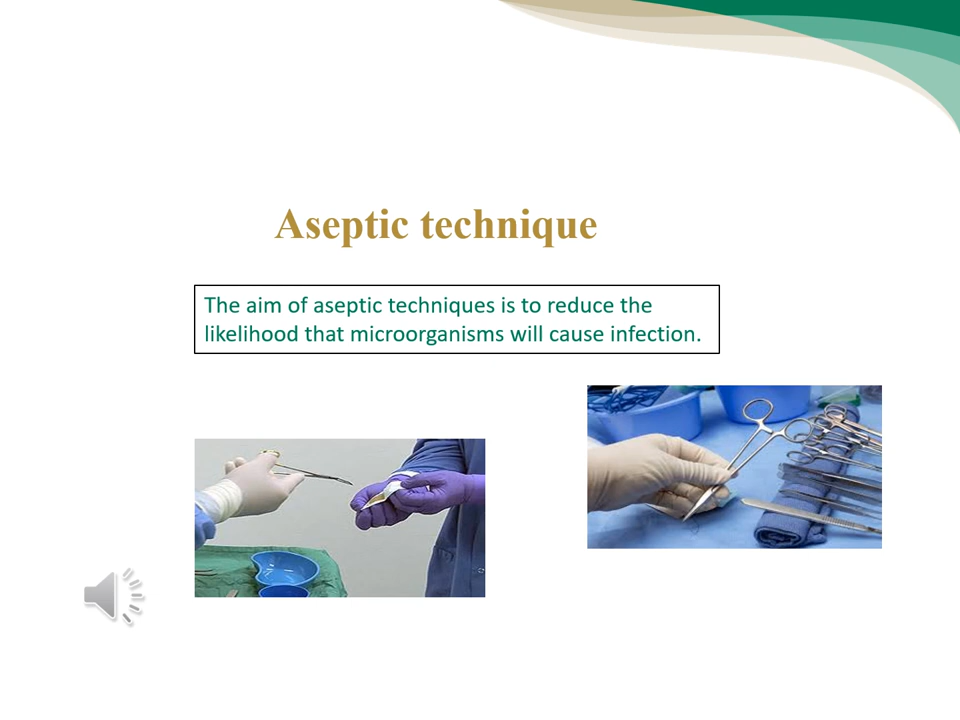 Aseptic technique
The aim of aseptic techniques is to reduce the
likelihood that microorganisms will cause infection.